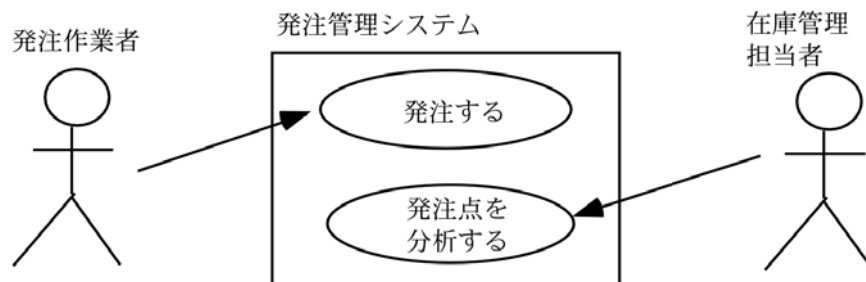 発注作業者
発注管理システム
在庫管理
担当者
発注する
発注点を
分析する